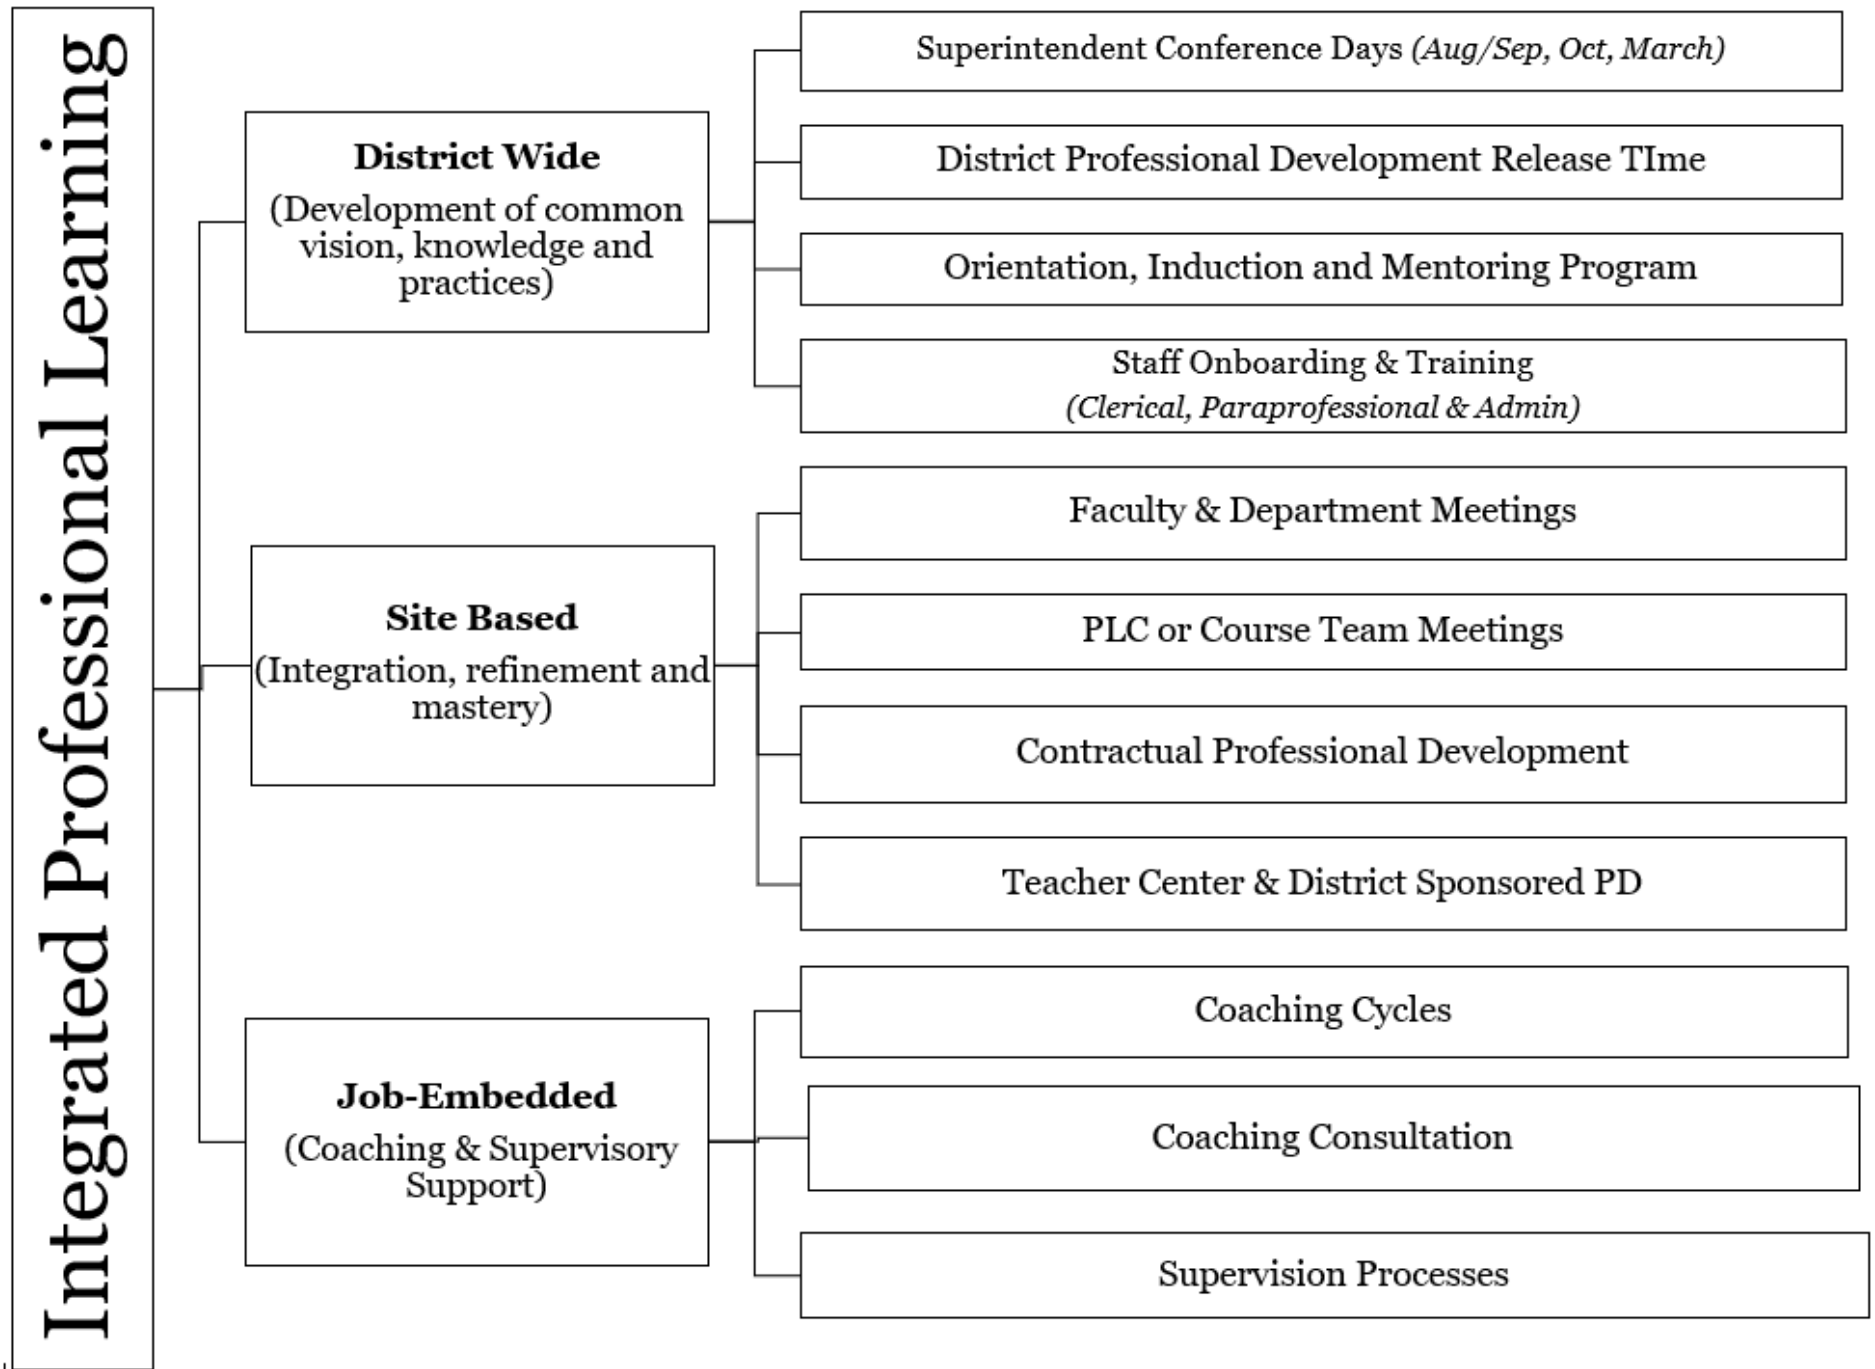 Integrated Professional Learning
District Wide
(Development of common
vision, knowledge and
practices)
Superintendent Conference Days (Aug/Sep, Oct, March)
District Professional Development Release TIme
Orientation, Induction and Mentoring Program
Staff Onboarding & Training
(Clerical, Paraprofessional & Admin)
Site Based
(Integration, refinement and
mastery)
Faculty & Department Meetings
PLC or Course Team Meetings
Contractual Professional Development
Teacher Center & District Sponsored PD
Job-Embedded
(Coaching & Supervisory
Support)
Coaching Cycles
Coaching Consultation
Supervision Processes